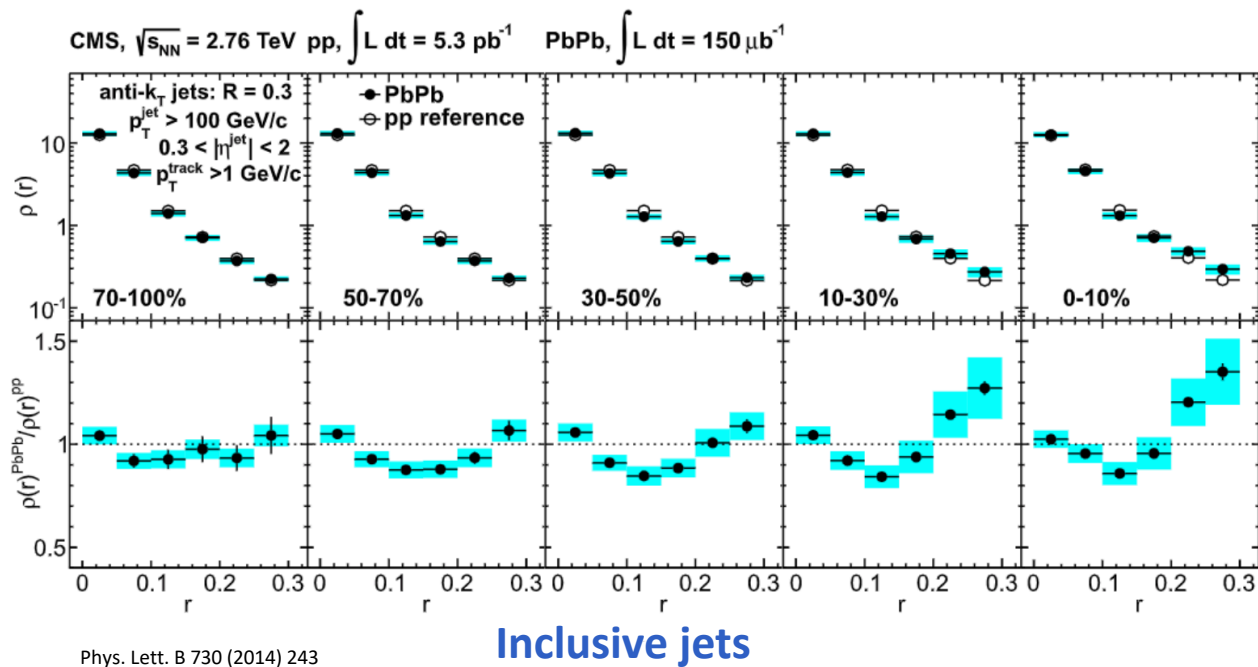 CMS, √s_NN = 2.76 TeV pp, ∫ L dt = 5.3 pb⁻¹ PbPb, ∫ L dt = 150 μb⁻¹
anti-k_T jets: R = 0.3
p_T^jet > 100 GeV/c
0.3 < |η^jet| < 2
p_T^track >1 GeV/c
PbPb
pp reference
10
1
10⁻¹
ρ (r)
70-100%
50-70%
30-50%
10-30%
0-10%
1.5
1
0.5
ρ(r)^PbPb/ρ(r)^pp
0 0.1 0.2 0.3
0 0.1 0.2 0.3
0 0.1 0.2 0.3
0 0.1 0.2 0.3
0 0.1 0.2 0.3
r
r
r
r
r
Phys. Lett. B 730 (2014) 243
Inclusive jets